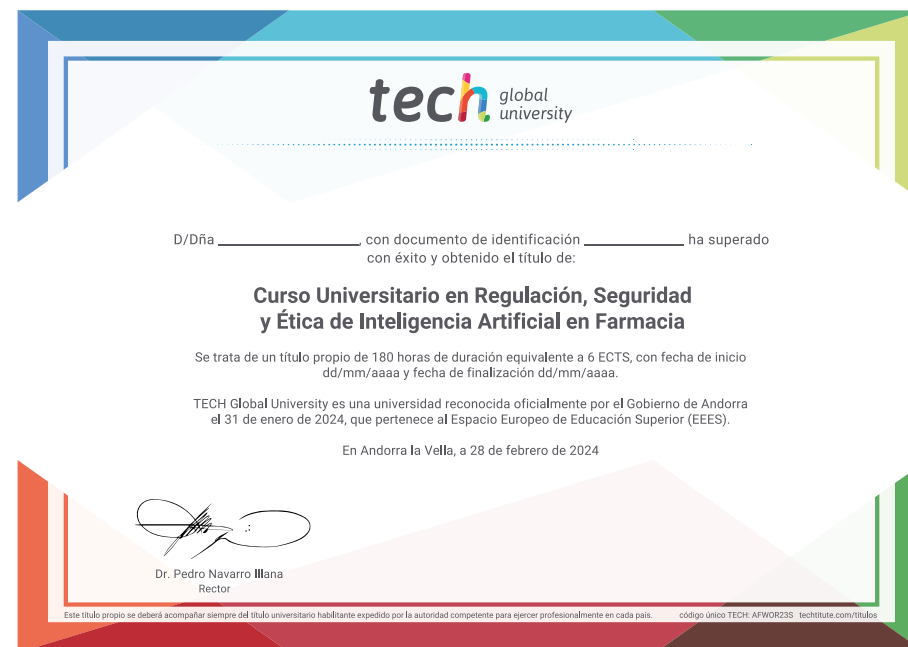 tech global
university
D/Dña ______________, con documento de identificación __________ ha superado
con éxito y obtenido el título de:
Curso Universitario en Regulación, Seguridad
y Ética de Inteligencia Artificial en Farmacia
Se trata de un título propio de 180 horas de duración equivalente a 6 ECTS, con fecha de inicio
dd/mm/aaaa y fecha de finalización dd/mm/aaaa.
TECH Global University es una universidad reconocida oficialmente por el Gobierno de Andorra
el 31 de enero de 2024, que pertenece al Espacio Europeo de Educación Superior (EEES).
En Andorra la Vella, a 28 de febrero de 2024
Dr. Pedro Navarro Illana
Rector
Este título propio se deberá acompañar siempre del título universitario habilitante expedido por la autoridad competente para ejercer profesionalmente en cada país. código único TECH: AFWOR23S techtitute.com/titulos